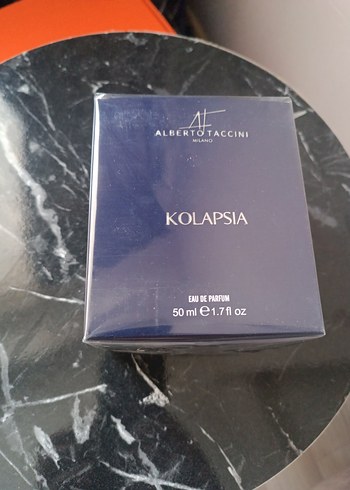 AT
ALBERTO TACCINI
MILANO
KOLAPSIA
EAU DE PARFUM
50 ml ℮ 1.7 fl oz